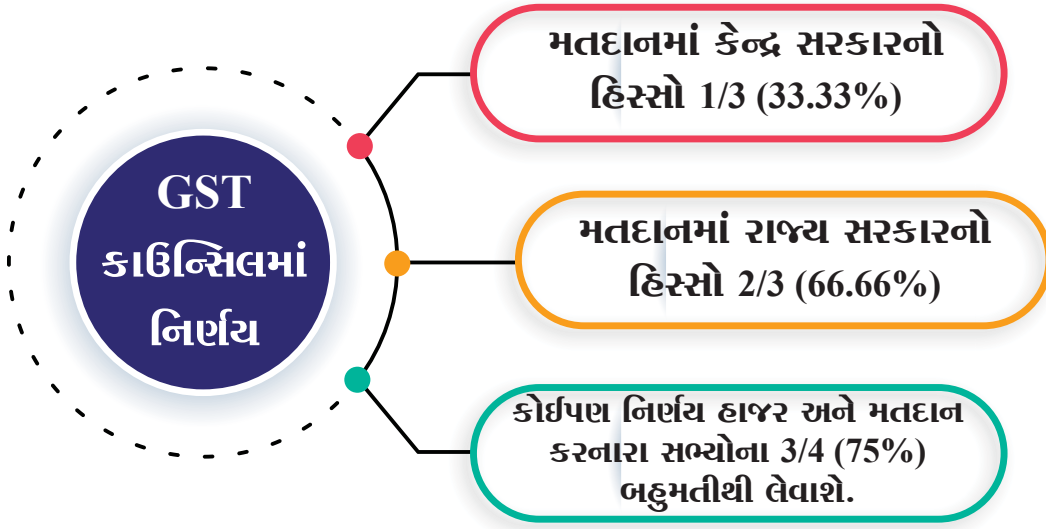 GST
કાઉન્સિલમાં
નિર્ણય
મતદાનમાં કેન્દ્ર સરકારનો
હિસ્સો 1/3 (33.33%)
મતદાનમાં રાજ્ય સરકારનો
હિસ્સો 2/3 (66.66%)
કોઈપણ નિર્ણય હાજર અને મતદાન
કરનારા સભ્યોના 3/4 (75%)
બહુમતીથી લેવાશે.